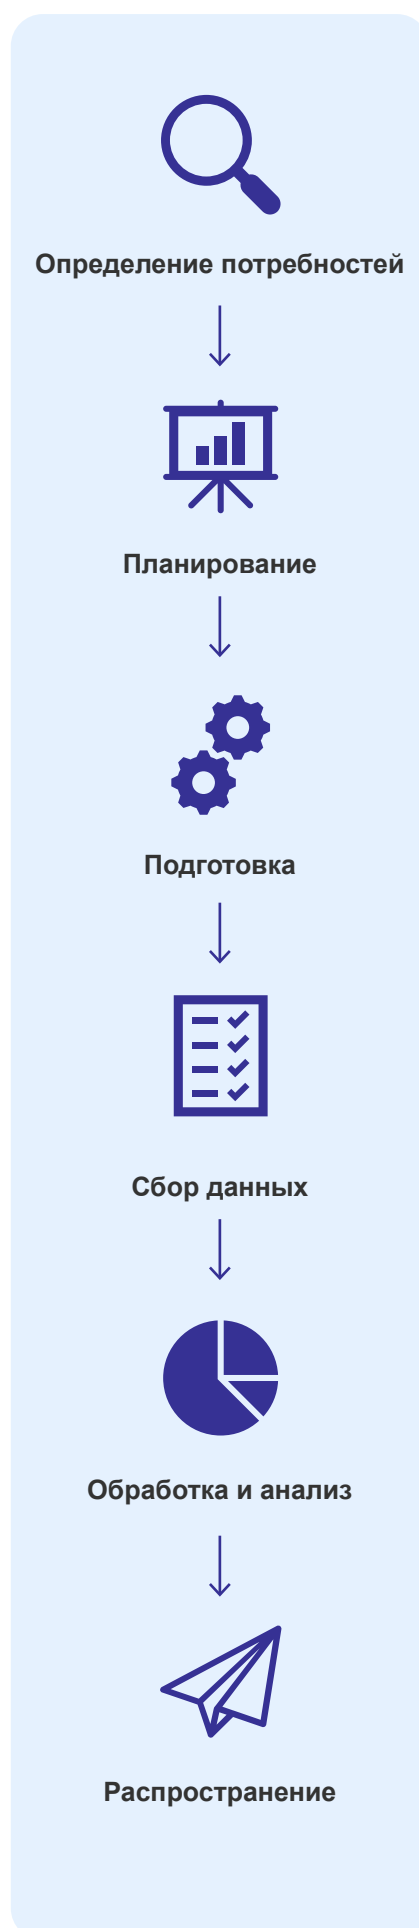 Определение потребностей
Планирование
Подготовка
Сбор данных
Обработка и анализ
Распространение